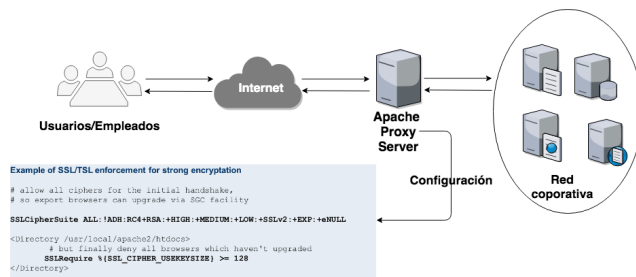 Internet
Usuarios/Empleados
Apache
Proxy
Server
Configuración
Red
coporativa
Example of SSL/TSL enforcement for strong encryptation
# allow all ciphers for the initial handshake,
# so export browsers can upgrade via SGC facility
SSLCipherSuite ALL:!ADH:RC4+RSA:+HIGH:+MEDIUM:+LOW:+SSLv2:+EXP:+eNULL
<Directory /usr/local/apache2/htdocs>
# but finally deny all browsers which haven't upgraded
SSLRequire %{SSL_CIPHER_USEKEYSIZE} >= 128
</Directory>